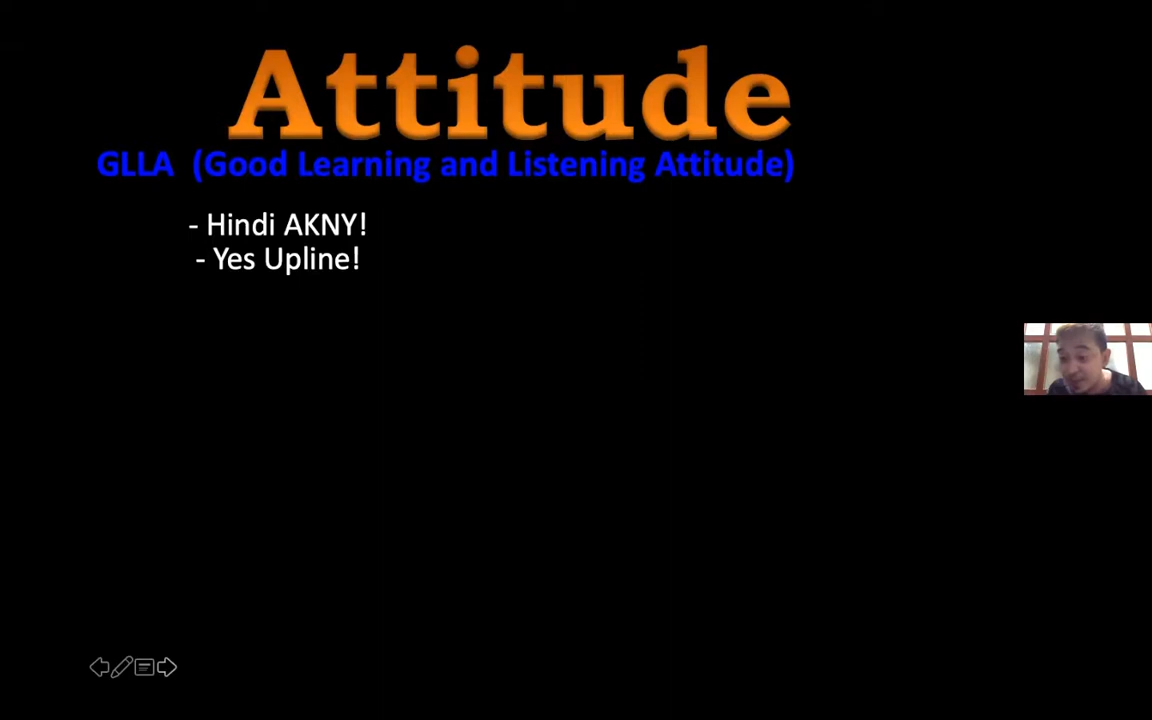 Attitude
GLLA (Good Learning and Listening Attitude)
- Hindi AKNY!
- Yes Upline!